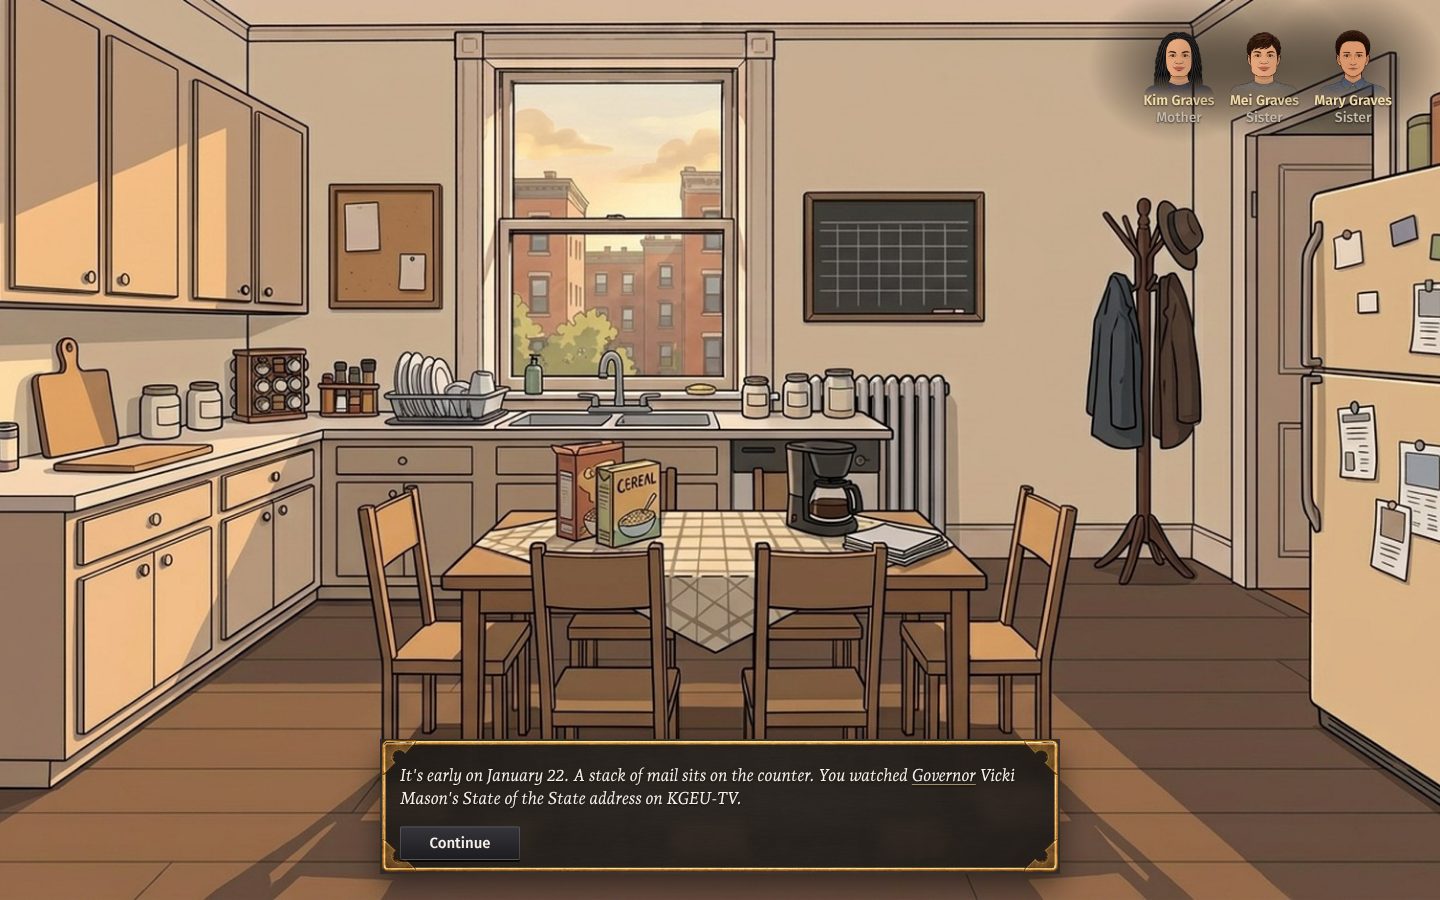 Kim Graves
Mother
Mei Graves
Sister
Mary Graves
Sister
CEREAL
It's early on January 22. A stack of mail sits on the counter. You watched Governor Vicki
Mason's State of the State address on KGEU-TV.
Continue